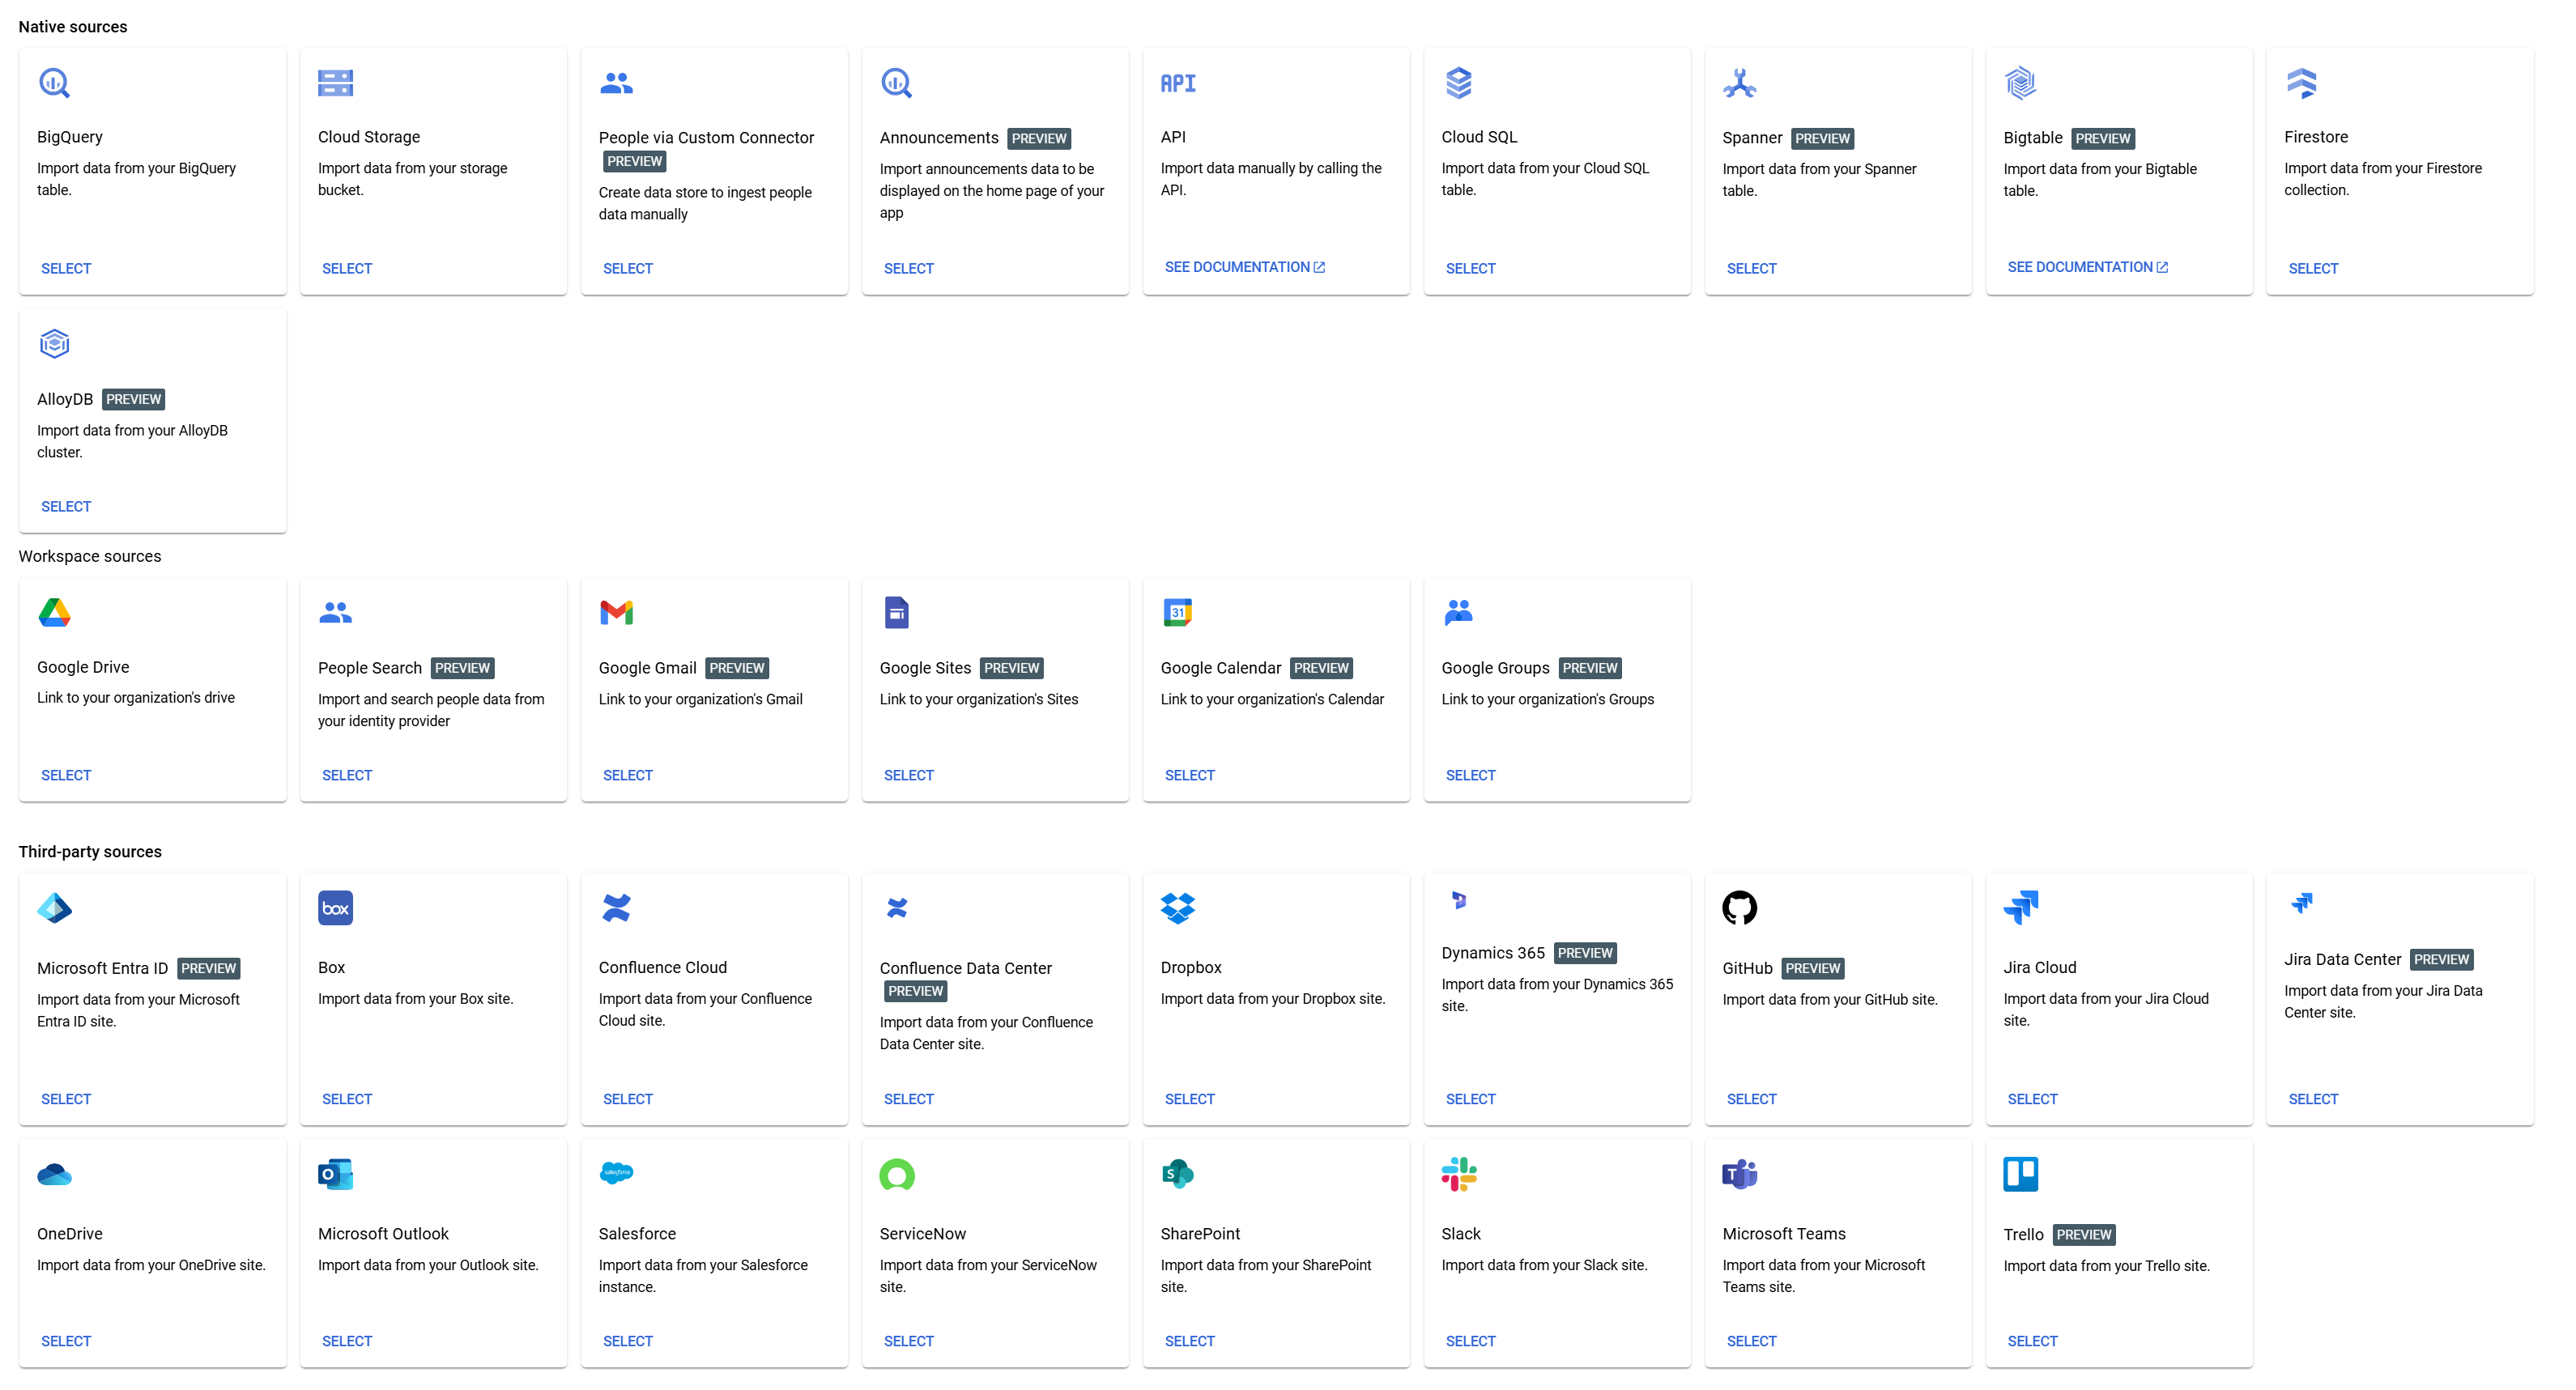 Native sources
BigQuery
Import data from your BigQuery
table.
SELECT
Cloud Storage
Import data from your storage
bucket.
SELECT
People via Custom Connector
PREVIEW
Create data store to ingest people
data manually
SELECT
Announcements PREVIEW
Import announcements data to be
displayed on the home page of your
app
SELECT
API
API
Import data manually by calling the
API.
SEE DOCUMENTATION
Cloud SQL
Import data from your Cloud SQL
table.
SELECT
Spanner PREVIEW
Import data from your Spanner
table.
SELECT
Bigtable PREVIEW
Import data from your Bigtable
table.
SEE DOCUMENTATION
Firestore
Import data from your Firestore
collection.
SELECT
AlloyDB PREVIEW
Import data from your AlloyDB
cluster.
SELECT
Workspace sources
Google Drive
Link to your organization's drive
SELECT
People Search PREVIEW
Import and search people data from
your identity provider
SELECT
Google Gmail PREVIEW
Link to your organization's Gmail
SELECT
Google Sites PREVIEW
Link to your organization's Sites
SELECT
31
Google Calendar PREVIEW
Link to your organization's Calendar
SELECT
Google Groups PREVIEW
Link to your organization's Groups
SELECT
Third-party sources
Microsoft Entra ID PREVIEW
Import data from your Microsoft
Entra ID site.
SELECT
box
Box
Import data from your Box site.
SELECT
Confluence Cloud
Import data from your Confluence
Cloud site.
SELECT
Confluence Data Center
PREVIEW
Import data from your Confluence
Data Center site.
SELECT
Dropbox
Import data from your Dropbox site.
SELECT
Dynamics 365 PREVIEW
Import data from your Dynamics 365
site.
SELECT
GitHub PREVIEW
Import data from your GitHub site.
SELECT
Jira Cloud
Import data from your Jira Cloud
site.
SELECT
Jira Data Center PREVIEW
Import data from your Jira Data
Center site.
SELECT
OneDrive
Import data from your OneDrive site.
SELECT
O
Microsoft Outlook
Import data from your Outlook site.
SELECT
salesforce
Salesforce
Import data from your Salesforce
instance.
SELECT
ServiceNow
Import data from your ServiceNow
site.
SELECT
S
SharePoint
Import data from your SharePoint
site.
SELECT
Slack
Import data from your Slack site.
SELECT
T
Microsoft Teams
Import data from your Microsoft
Teams site.
SELECT
Trello PREVIEW
Import data from your Trello site.
SELECT